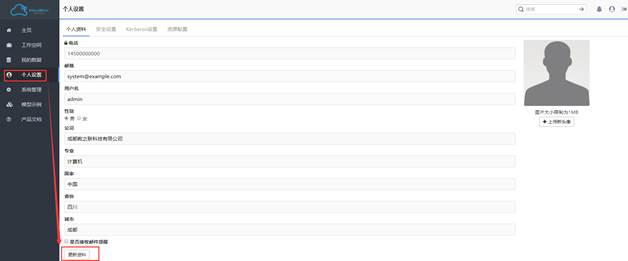 个人设置
搜索
主页
工作空间
我的数据
个人设置
系统管理
模型示例
产品文档
个人资料 安全设置 Kerberos设置 资源配置
电话
14500000000
邮箱
system@example.com
用户名
admin
性别
男 女
公司
成都数之联科技有限公司
专业
计算机
国家
中国
省份
四川
城市
成都
是否接收邮件提醒
更新资料
图片大小限制为1MB
上传新头像